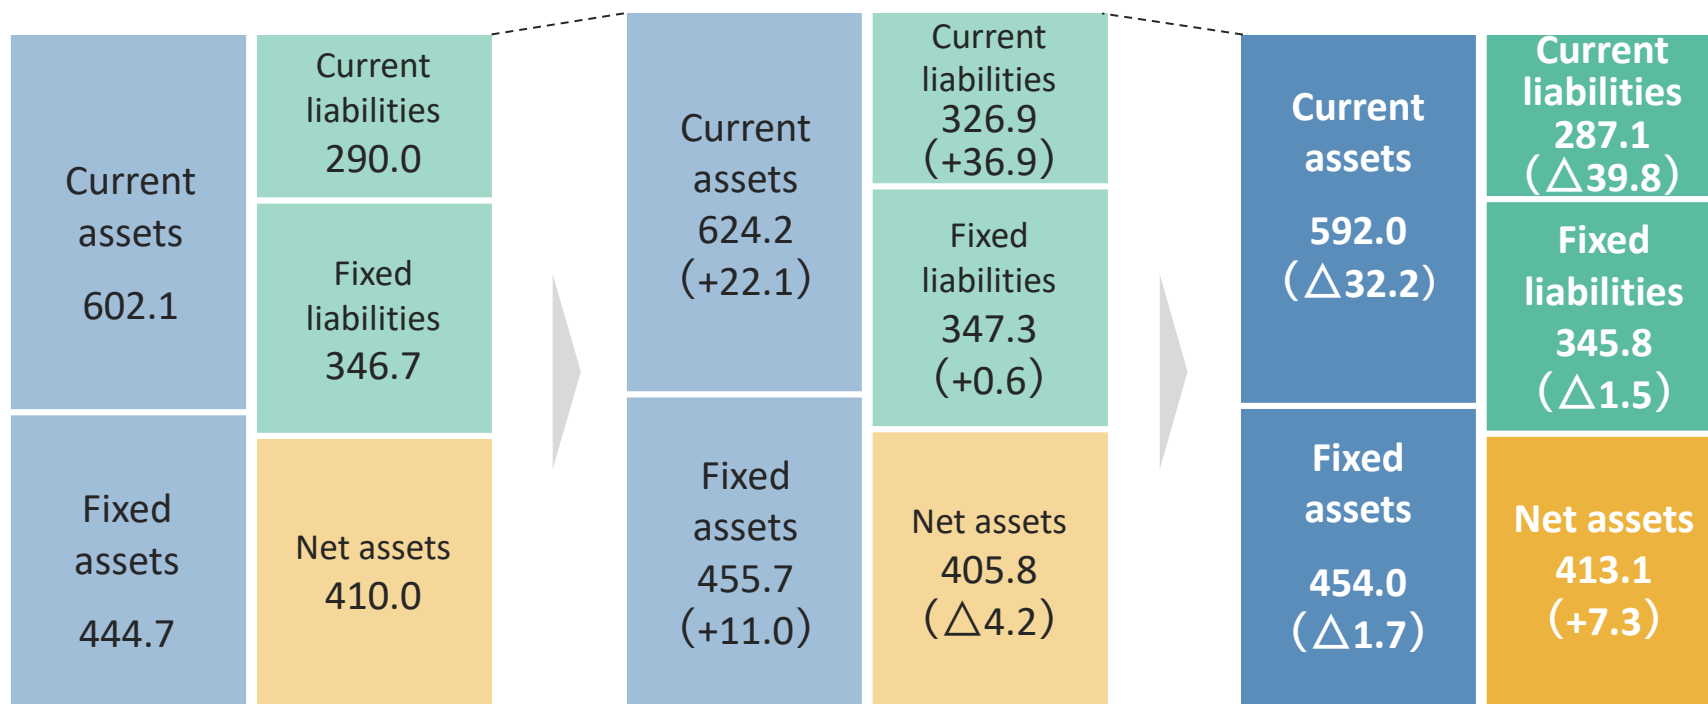 Current
assets
602.1
Fixed
assets
444.7
Current
liabilities
290.0
Fixed
liabilities
346.7
Net assets
410.0
Current
assets
624.2
(+22.1)
Fixed
assets
455.7
(+11.0)
Current
liabilities
326.9
(+36.9)
Fixed
liabilities
347.3
(+0.6)
Net assets
405.8
(△4.2)
Current
assets
592.0
(△32.2)
Fixed
assets
454.0
(△1.7)
Current
liabilities
287.1
(△39.8)
Fixed
liabilities
345.8
(△1.5)
Net assets
413.1
(+7.3)